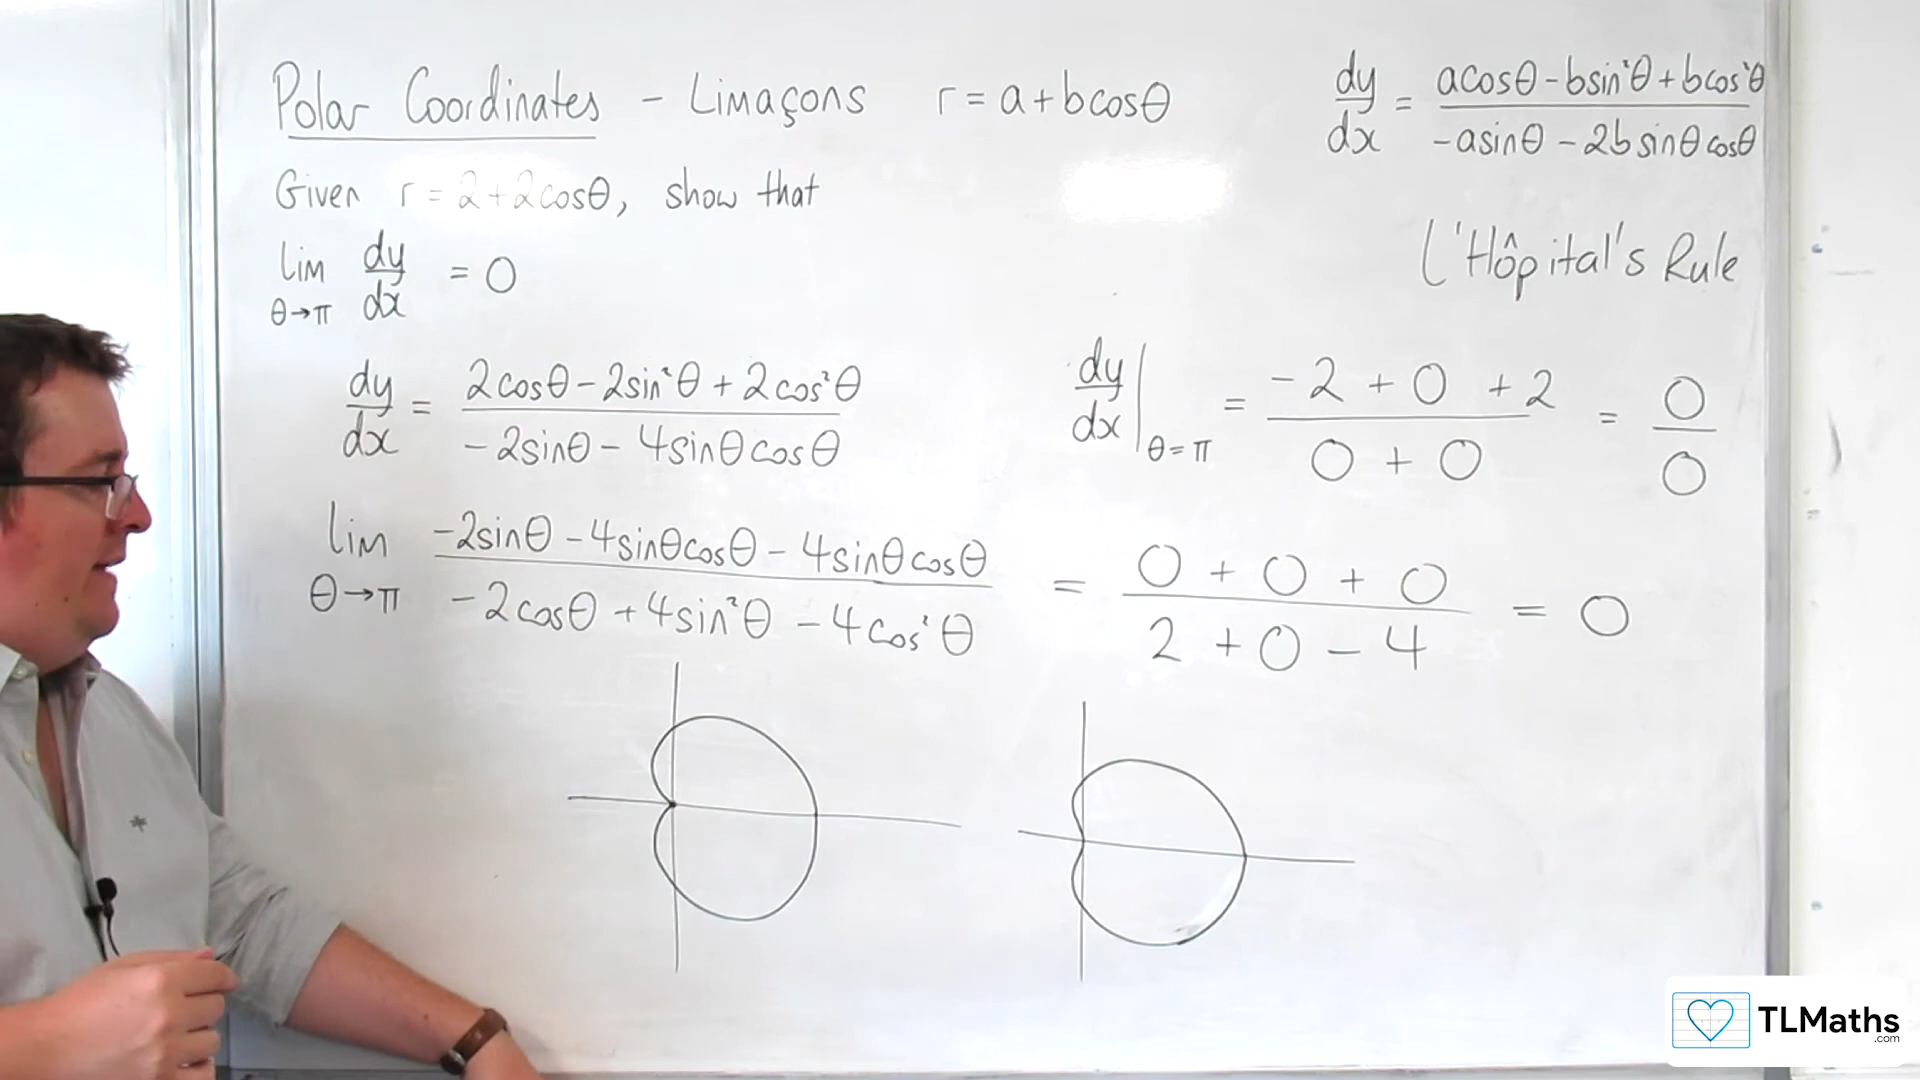 Polar Coordinates - Limaçons r = a + bcosθ
dy/dx = (acosθ - bsin²θ + bcos²θ)/(-asinθ - 2bsinθcosθ)
Given r = 2 + 2cosθ, show that
L'Hôpital's Rule
lim θ→π dy/dx = 0
dy/dx = (2cosθ - 2sin²θ + 2cos²θ)/(-2sinθ - 4sinθcosθ)
dy/dx|θ=π = (-2 + 0 + 2)/(0 + 0) = 0/0
lim θ→π (-2sinθ - 4sinθcosθ - 4sinθcosθ)/(-2cosθ + 4sin²θ - 4cos²θ) = (0 + 0 + 0)/(2 + 0 - 4) = 0
TLMaths
.com